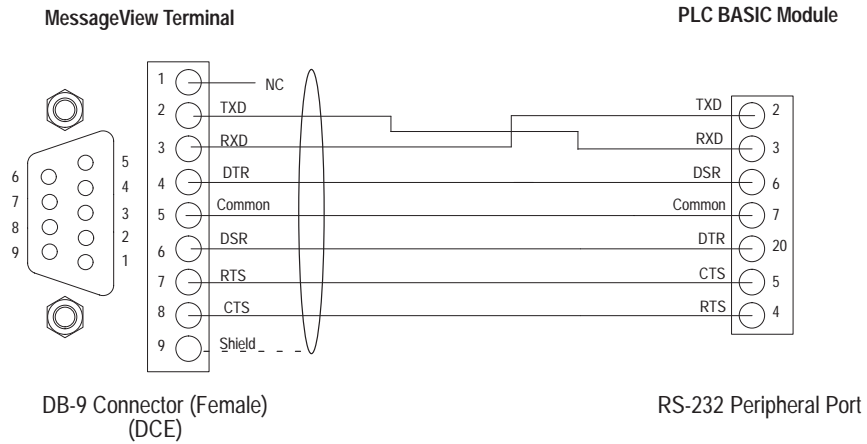 MessageView Terminal
PLC BASIC Module
1 NC
2 TXD TXD 2
3 RXD RXD 3
4 DTR DSR 6
5 Common Common 7
6 DSR DTR 20
7 RTS CTS 5
8 CTS RTS 4
9 Shield
5
6
4
7
3
8
2
9
1
DB-9 Connector (Female)
(DCE)
RS-232 Peripheral Port